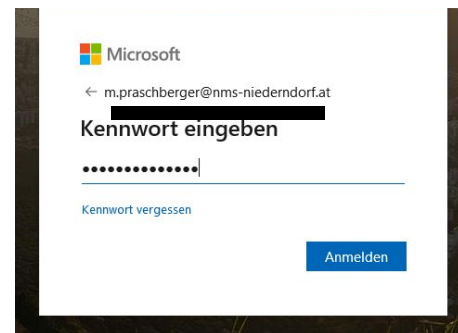 Microsoft
← m.praschberger@nms-niederndorf.at
Kennwort eingeben
••••••••••••••
Kennwort vergessen
Anmelden